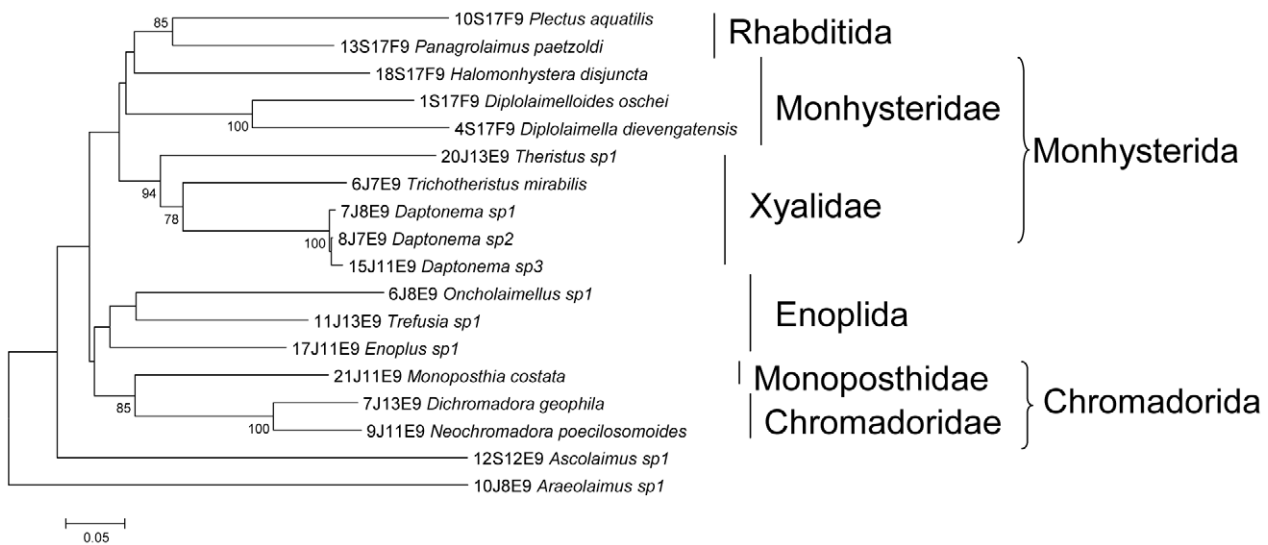 85
10S17F9 Plectus aquatilis
13S17F9 Panagrolaimus paetzoldi
Rhabditida
18S17F9 Halomonhystera disjuncta
1S17F9 Diplolaimelloides oschei
100
4S17F9 Diplolaimella dievengatensis
Monhysteridae
Monhysterida
20J13E9 Theristus sp1
94
6J7E9 Trichotheristus mirabilis
78
7J8E9 Daptonema sp1
100
8J7E9 Daptonema sp2
15J11E9 Daptonema sp3
Xyalidae
6J8E9 Oncholaimellus sp1
11J13E9 Trefusia sp1
17J11E9 Enoplus sp1
Enoplida
21J11E9 Monoposthia costata
Monoposthidae
85
7J13E9 Dichromadora geophila
100
9J11E9 Neochromadora poecilosomoides
Chromadoridae
Chromadorida
12S12E9 Ascolaimus sp1
10J8E9 Araeolaimus sp1
0.05